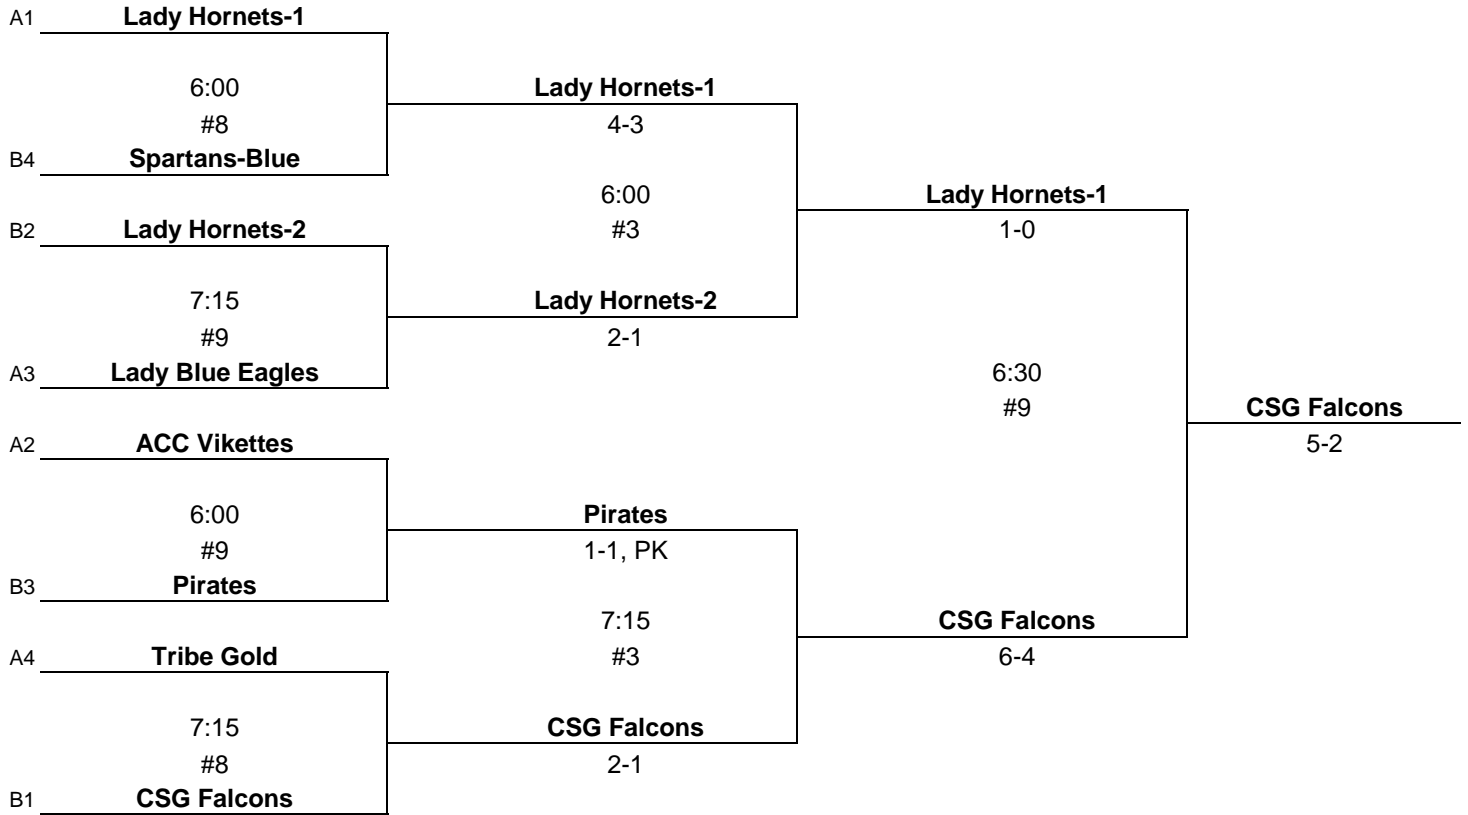 A1 Lady Hornets-1
6:00 Lady Hornets-1
#8 4-3
B4 Spartans-Blue
6:00 Lady Hornets-1
B2 Lady Hornets-2 #3 1-0
7:15 Lady Hornets-2
#9 2-1
A3 Lady Blue Eagles 6:30
#9 CSG Falcons
A2 ACC Vikettes 5-2
6:00 Pirates
#9 1-1, PK
B3 Pirates
7:15 CSG Falcons
A4 Tribe Gold #3 6-4
7:15 CSG Falcons
#8 2-1
B1 CSG Falcons